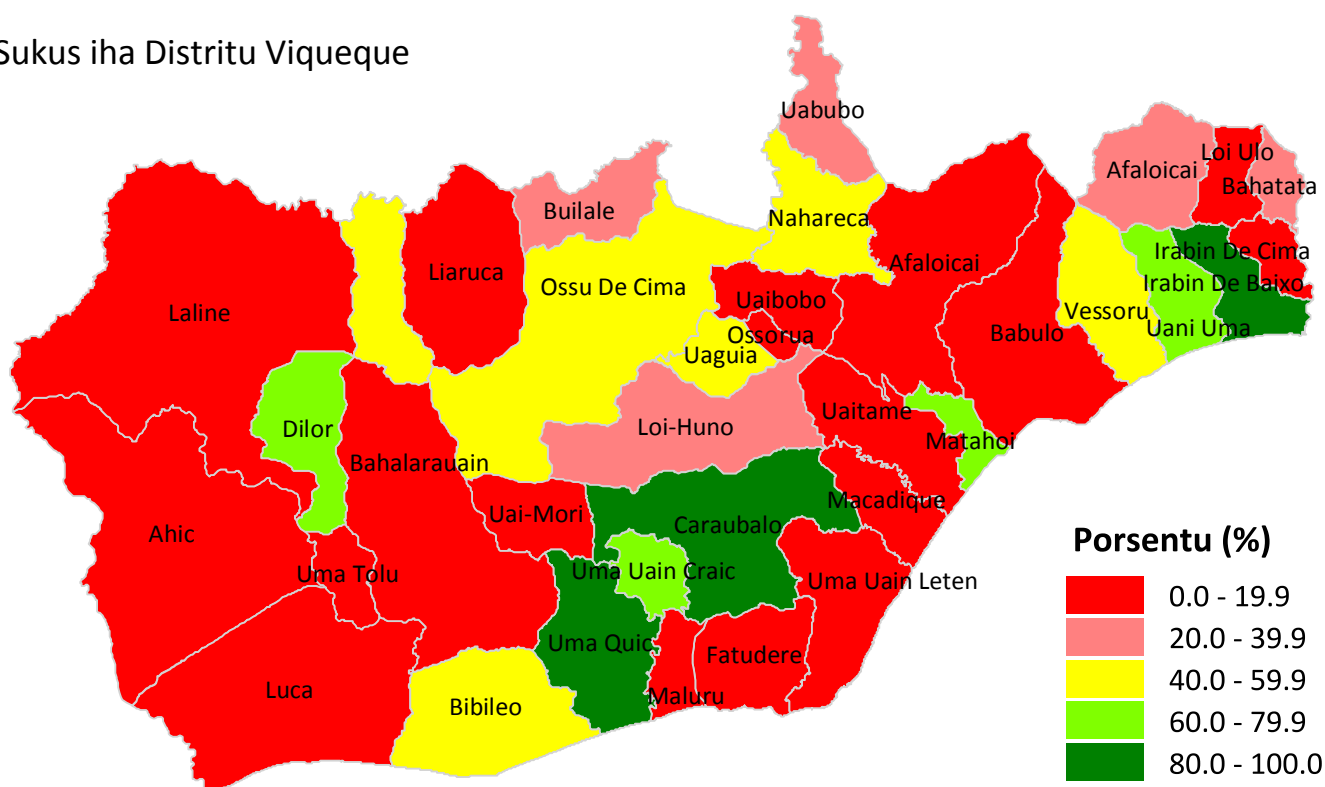 Sukus iha Distritu Viqueque
Uabubo
Loi Ulo
Afaloicai
Bahatata
Builale
Nahareca
Irabin De Cima
Afaloicai
Liaruca
Irabin De Baixo
Ossu De Cima
Uaibobo
Laline
Vessoru
Uani Uma
Ossorua
Babulo
Uaguia
Uaitame
Loi-Huno
Dilor
Matahoi
Bahalarauain
Macadique
Uai-Mori
Caraubalo
Ahic
Uma Tolu
Uma Uain Craic
Uma Uain Leten
Uma Quic
Fatudere
Luca
Maluru
Bibileo
Porsentu (%)
0.0 - 19.9
20.0 - 39.9
40.0 - 59.9
60.0 - 79.9
80.0 - 100.0